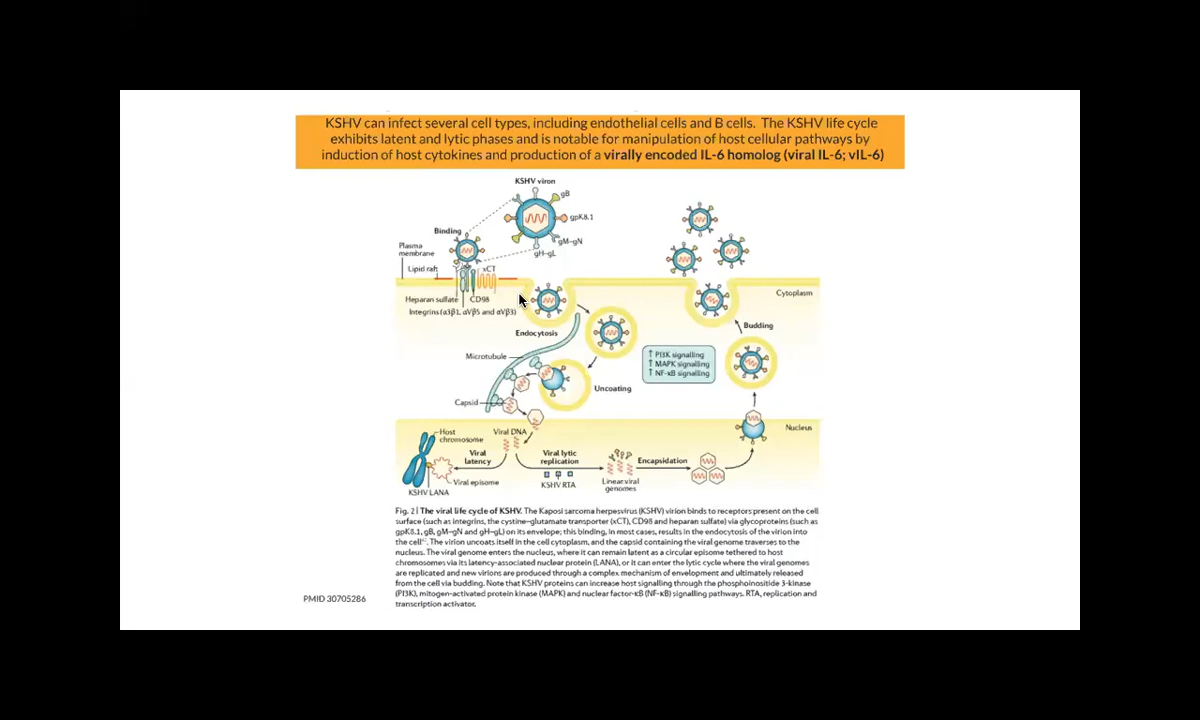 KSHV can infect several cell types, including endothelial cells and B cells. The KSHV life cycle
exhibits latent and lytic phases and is notable for manipulation of host cellular pathways by
induction of host cytokines and production of a virally encoded IL-6 homolog (viral IL-6; vIL-6)
KSHV viron
gB
gpK8.1
gM–gN
gH–gL
Binding
Plasma
membrane
Lipid raft
xCT
Heparan sulfate
CD98
Integrins (α3β1, αVβ5 and αVβ3)
Cytoplasm
Endocytosis
Budding
Microtubule
↑ PI3K signalling
↑ MAPK signalling
↑ NF-κB signalling
Uncoating
Capsid
Nucleus
Host
chromosome
Viral DNA
Viral
latency
Viral lytic
replication
Encapsidation
Viral episome
KSHV LANA
KSHV RTA
Linear viral
genomes
Fig. 2 | The viral life cycle of KSHV. The Kaposi sarcoma herpesvirus (KSHV) virion binds to receptors present on the cell
surface (such as integrins, the cystine–glutamate transporter (xCT), CD98 and heparan sulfate) via glycoproteins (such as
gpK8.1, gB, gM–gN and gH–gL) on its envelope; this binding, in most cases, results in the endocytosis of the virion into
the cell. The virion uncoats itself in the cell cytoplasm, and the capsid containing the viral genome traverses to the
nucleus. The viral genome enters the nucleus, where it can remain latent as a circular episome tethered to host
chromosomes via its latency-associated nuclear protein (LANA), or it can enter the lytic cycle where the viral genomes
are replicated and new virions are produced through a complex mechanism of envelopment and ultimately released
from the cell via budding. Note that KSHV proteins can increase host signalling through the phosphoinositide 3-kinase
(PI3K), mitogen-activated protein kinase (MAPK) and nuclear factor-κB (NF-κB) signalling pathways. RTA, replication and
transcription activator.
PMID 30705286